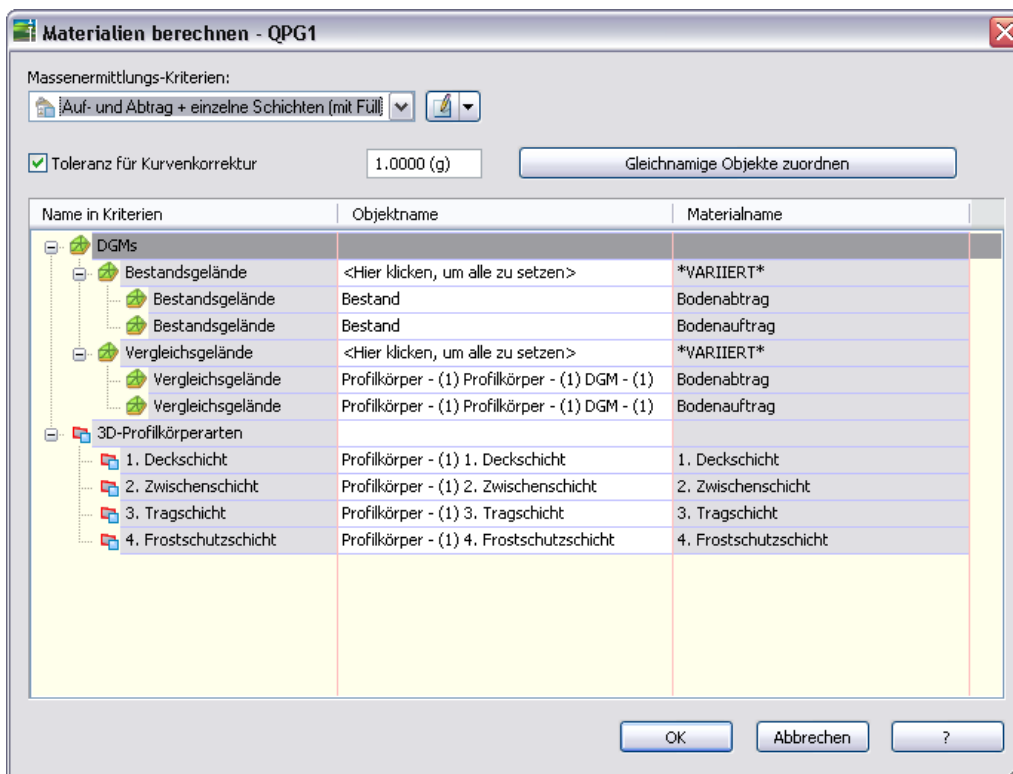 Materialien berechnen - QPG1
Massenermittlungs-Kriterien:
Auf- und Abtrag + einzelne Schichten (mit Füll
Toleranz für Kurvenkorrektur 1.0000 (g) Gleichnamige Objekte zuordnen
Name in Kriterien Objektname Materialname
DGMs
Bestandsgelände <Hier klicken, um alle zu setzen> *VARIIERT*
Bestandsgelände Bestand Bodenabtrag
Bestandsgelände Bestand Bodenauftrag
Vergleichsgelände <Hier klicken, um alle zu setzen> *VARIIERT*
Vergleichsgelände Profilkörper - (1) Profilkörper - (1) DGM - (1) Bodenabtrag
Vergleichsgelände Profilkörper - (1) Profilkörper - (1) DGM - (1) Bodenauftrag
3D-Profilkörperarten
1. Deckschicht Profilkörper - (1) 1. Deckschicht 1. Deckschicht
2. Zwischenschicht Profilkörper - (1) 2. Zwischenschicht 2. Zwischenschicht
3. Tragschicht Profilkörper - (1) 3. Tragschicht 3. Tragschicht
4. Frostschutzschicht Profilkörper - (1) 4. Frostschutzschicht 4. Frostschutzschicht
OK Abbrechen ?